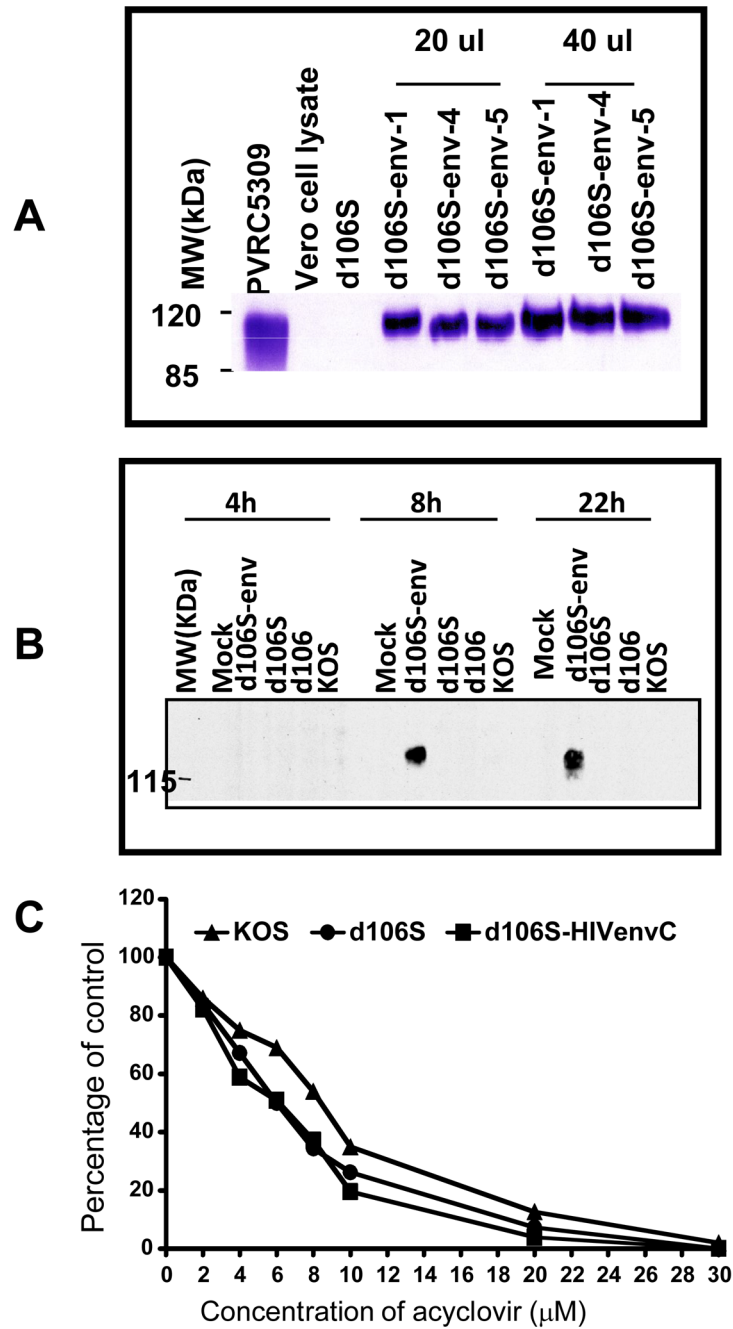 A
20 ul
40 ul
MW(kDa)
PVRC5309
Vero cell lysate
d106S
d106S-env-1
d106S-env-4
d106S-env-5
d106S-env-1
d106S-env-4
d106S-env-5
120
85
B
4h
8h
22h
MW(KDa)
Mock
d106S-env
d106S
d106
KOS
Mock
d106S-env
d106S
d106
KOS
Mock
d106S-env
d106S
d106
KOS
115
C
KOS
d106S
d106S-HIVenvC
Percentage of control
120
100
80
60
40
20
0
0 2 4 6 8 10 12 14 16 18 20 22 24 26 28 30
Concentration of acyclovir (μM)